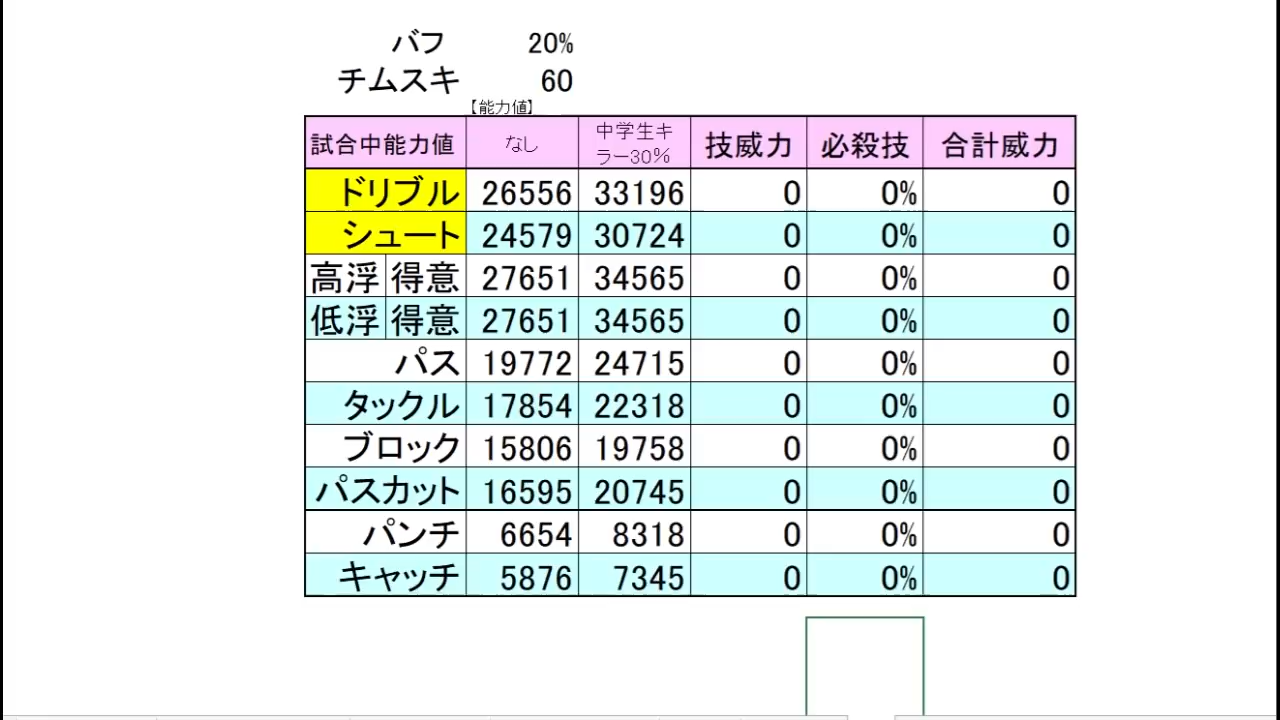 バフ 20%
チムスキ 60
【能力値】
試合中能力値 なし 中学生キラー30% 技威力 必殺技 合計威力
ドリブル 26556 33196 0 0% 0
シュート 24579 30724 0 0% 0
高浮 得意 27651 34565 0 0% 0
低浮 得意 27651 34565 0 0% 0
パス 19772 24715 0 0% 0
タックル 17854 22318 0 0% 0
ブロック 15806 19758 0 0% 0
パスカット 16595 20745 0 0% 0
パンチ 6654 8318 0 0% 0
キャッチ 5876 7345 0 0% 0